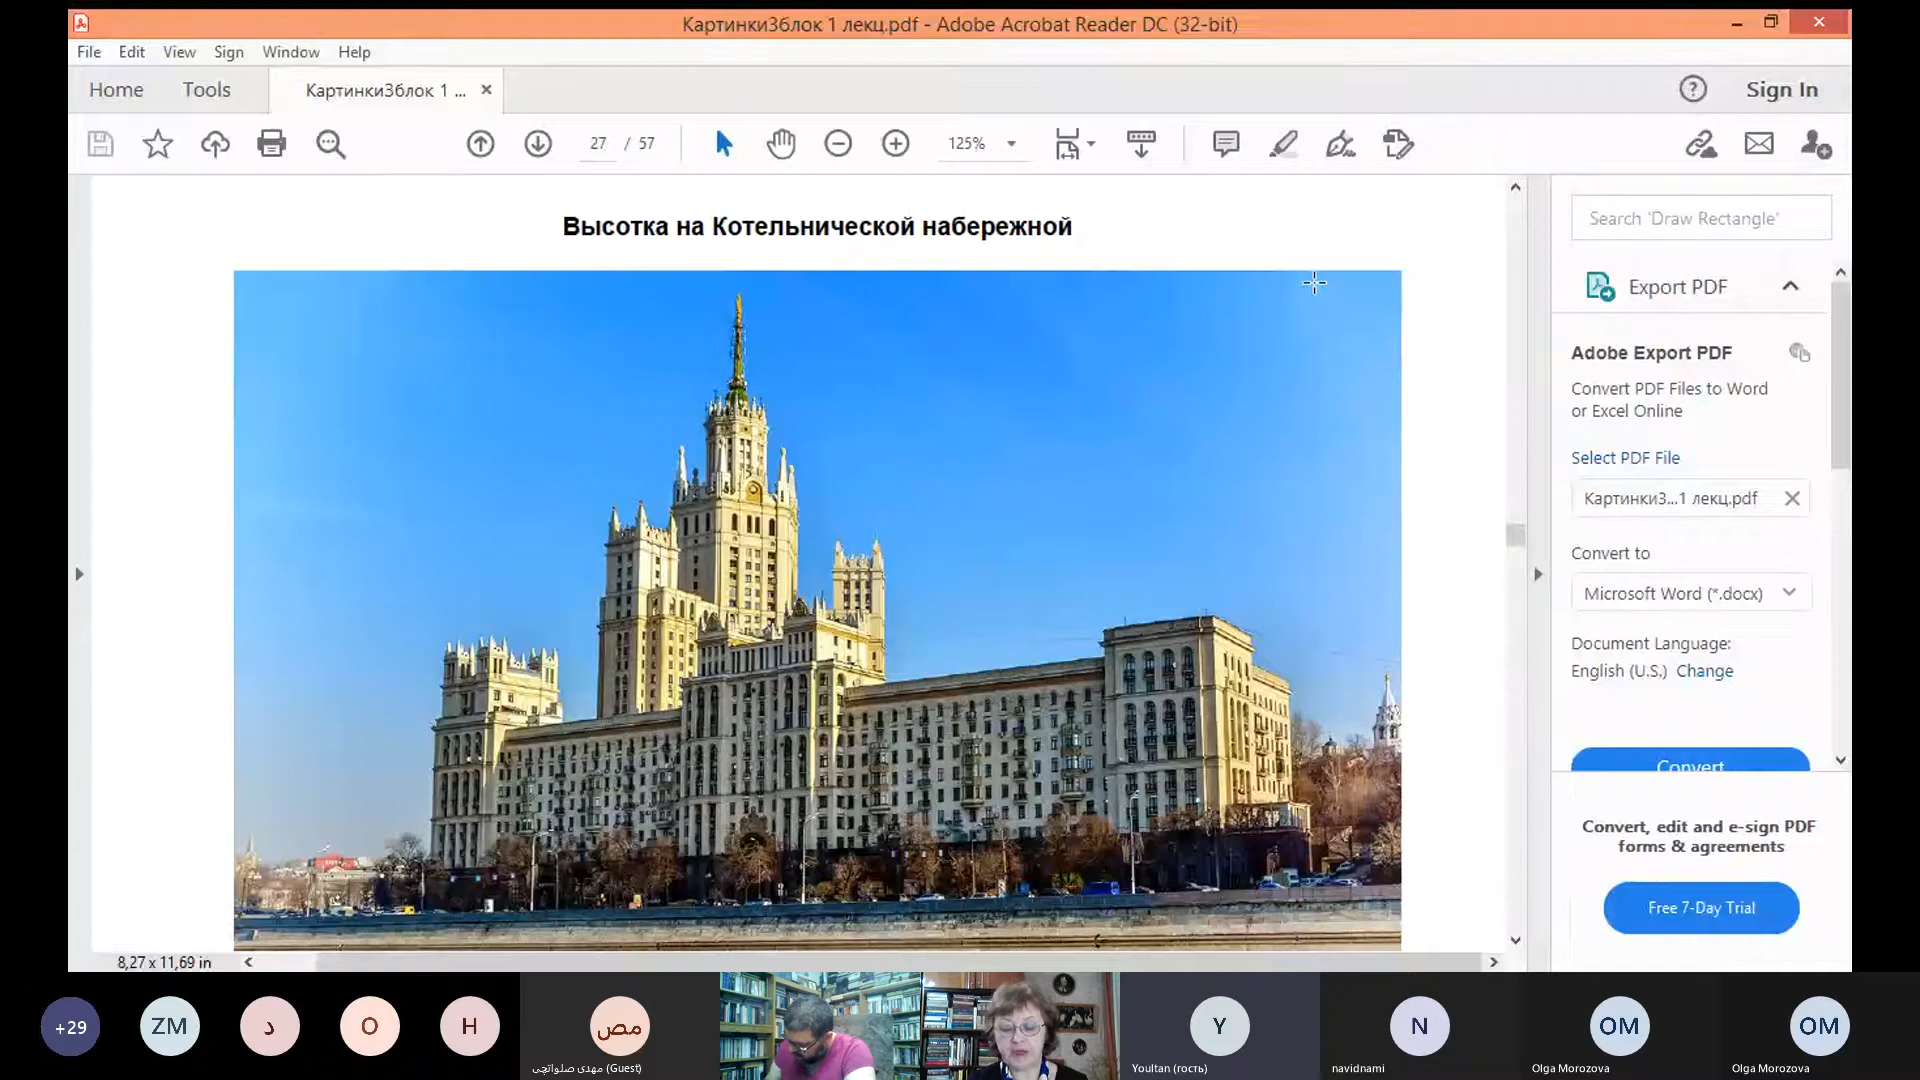 Картинки3блок 1 лекц.pdf - Adobe Acrobat Reader DC (32-bit)
File Edit View Sign Window Help
Home Tools Картинки3блок 1 ... Sign In
27 / 57 125%
Высотка на Котельнической набережной
Search 'Draw Rectangle'
Export PDF
Adobe Export PDF
Convert PDF Files to Word
or Excel Online
Select PDF File
Картинки3...1 лекц.pdf
Convert to
Microsoft Word (*.docx)
Document Language:
English (U.S.) Change
Convert
Convert, edit and e-sign PDF
forms & agreements
Free 7-Day Trial
8,27 x 11,69 in
+29 ZM د O H مص Y N OM OM
مهدی صلواتچی (Guest) Youltan (гость) navidnami Olga Morozova Olga Morozova